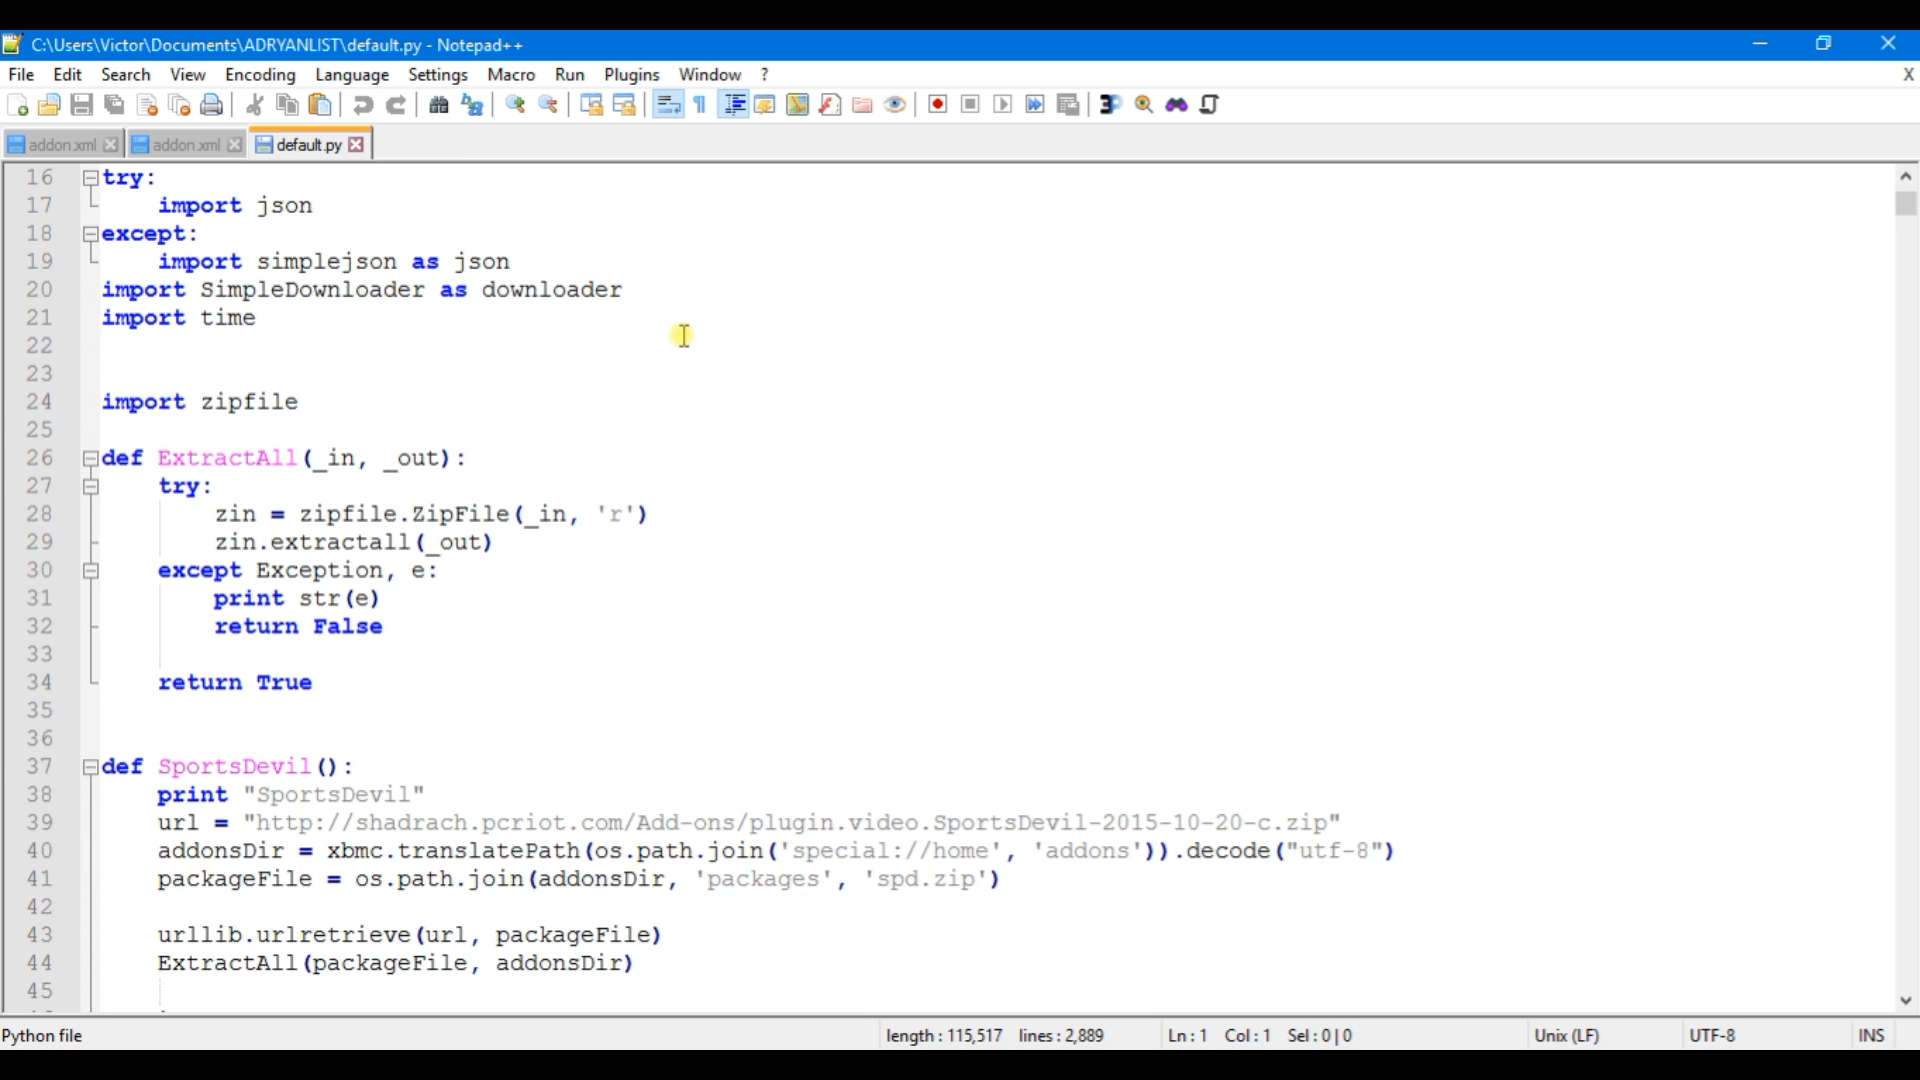 C:\Users\Victor\Documents\ADRYANLIST\default.py - Notepad++
File Edit Search View Encoding Language Settings Macro Run Plugins Window ? X
addon.xml addon.xml default.py
16 try:
17 import json
18 except:
19 import simplejson as json
20 import SimpleDownloader as downloader
21 import time
22
23
24 import zipfile
25
26 def ExtractAll(_in, _out):
27 try:
28 zin = zipfile.ZipFile(_in, 'r')
29 zin.extractall(_out)
30 except Exception, e:
31 print str(e)
32 return False
33
34 return True
35
36
37 def SportsDevil():
38 print "SportsDevil"
39 url = "http://shadrach.pcriot.com/Add-ons/plugin.video.SportsDevil-2015-10-20-c.zip"
40 addonsDir = xbmc.translatePath(os.path.join('special://home', 'addons')).decode("utf-8")
41 packageFile = os.path.join(addonsDir, 'packages', 'spd.zip')
42
43 urllib.urlretrieve(url, packageFile)
44 ExtractAll(packageFile, addonsDir)
45
Python file length : 115,517 lines : 2,889 Ln : 1 Col : 1 Sel : 0 | 0 Unix (LF) UTF-8 INS